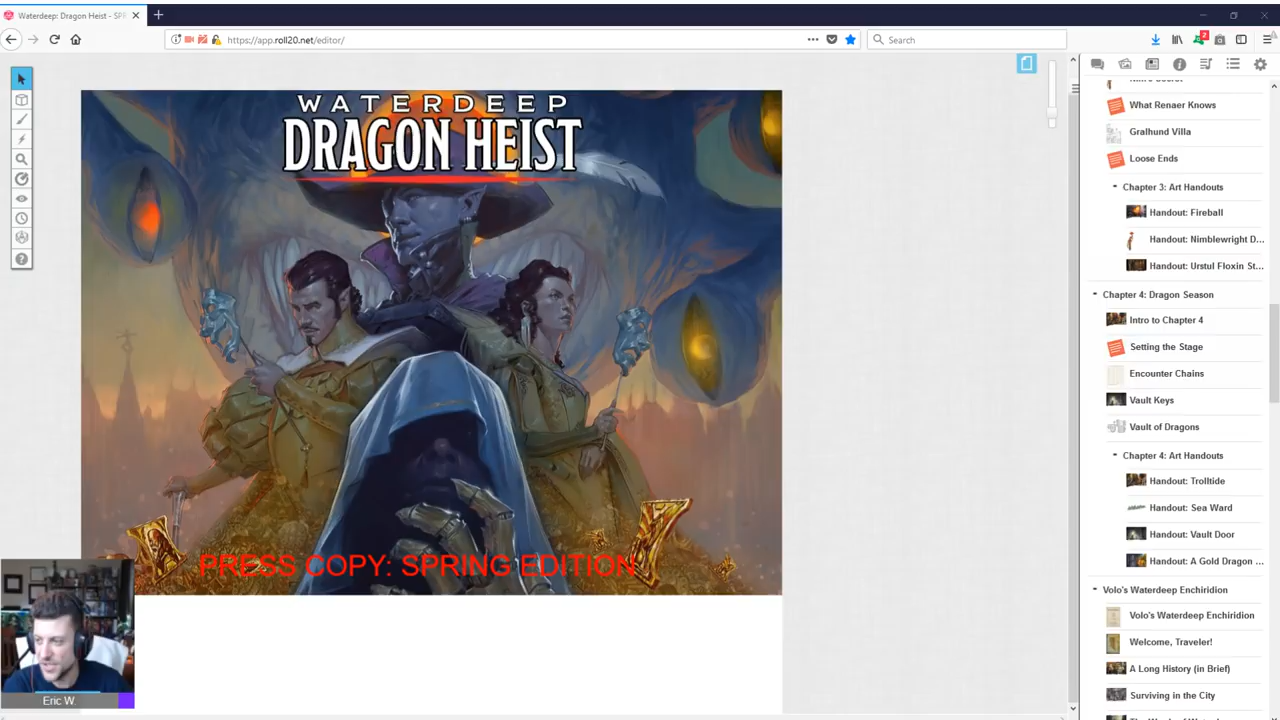 Waterdeep: Dragon Heist - SPR
https://app.roll20.net/editor/
Search
WATERDEEP
DRAGON HEIST
PRESS COPY: SPRING EDITION
Eric W.
What Renaer Knows
Gralhund Villa
Loose Ends
Chapter 3: Art Handouts
Handout: Fireball
Handout: Nimblewright D...
Handout: Urstul Floxin St...
Chapter 4: Dragon Season
Intro to Chapter 4
Setting the Stage
Encounter Chains
Vault Keys
Vault of Dragons
Chapter 4: Art Handouts
Handout: Trolltide
Handout: Sea Ward
Handout: Vault Door
Handout: A Gold Dragon ...
Volo's Waterdeep Enchiridion
Volo's Waterdeep Enchiridion
Welcome, Traveler!
A Long History (in Brief)
Surviving in the City